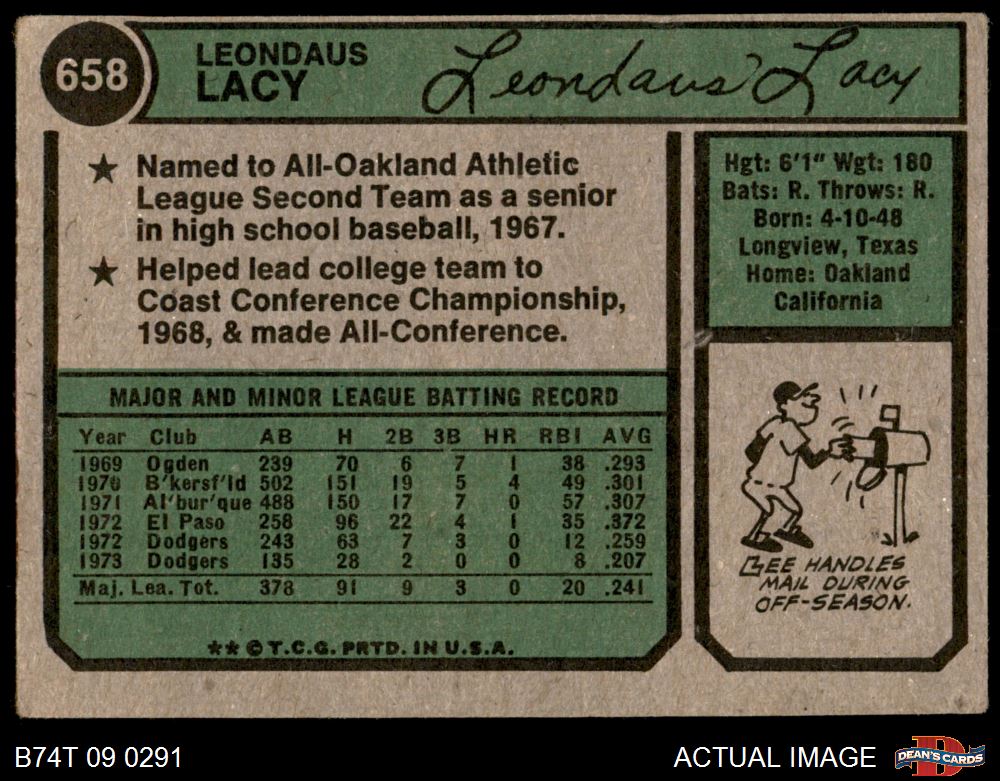 658
LEONDAUS
LACY
Leondaus Lacy
★ Named to All-Oakland Athletic
League Second Team as a senior
in high school baseball, 1967.
★ Helped lead college team to
Coast Conference Championship,
1968, & made All-Conference.
Hgt: 6'1" Wgt: 180
Bats: R. Throws: R.
Born: 4-10-48
Longview, Texas
Home: Oakland
California
MAJOR AND MINOR LEAGUE BATTING RECORD
Year Club AB H 2B 3B HR RBI AVG
1969 Ogden 239 70 6 7 1 38 .293
1970 B'kersf'ld 502 151 19 5 4 49 .301
1971 Al'bur'que 488 150 17 7 0 57 .307
1972 El Paso 258 96 22 4 1 35 .372
1972 Dodgers 243 63 7 3 0 12 .259
1973 Dodgers 135 28 2 0 0 8 .207
Maj. Lea. Tot. 378 91 9 3 0 20 .241
** © T.C.G. PRTD. IN U.S.A.
LEE HANDLES
MAIL DURING
OFF-SEASON.
B74T 09 0291
ACTUAL IMAGE
DEAN'S CARDS